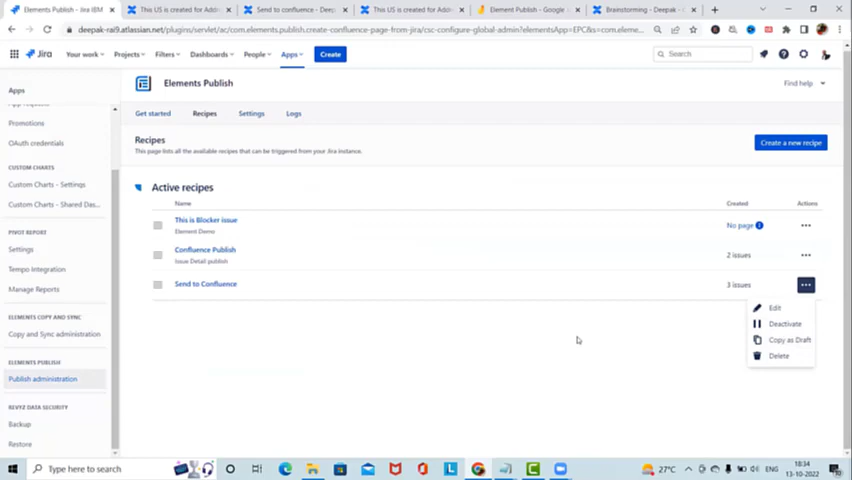 Elements Publish - Jira IBM
This US is created for Add
Send to confluence - Deep
This US is created for Add
Element Publish - Google
Brainstorming - Deepak -
deepak-rai9.atlassian.net/plugins/servlet/ac/com.elements.publish.create-confluence-page-from-jira/csc-configure-global-admin?elementsApp=EPC&s=com.eleme...
Jira
Your work
Projects
Filters
Dashboards
People
Apps
Create
Search
Apps
Elements Publish
Find help
Promotions
OAuth credentials
CUSTOM CHARTS
Custom Charts - Settings
Custom Charts - Shared Das...
PIVOT REPORT
Settings
Tempo Integration
Manage Reports
ELEMENTS COPY AND SYNC
Copy and Sync administration
ELEMENTS PUBLISH
Publish administration
REVYZ DATA SECURITY
Backup
Restore
Get started
Recipes
Settings
Logs
Recipes
This page lists all the available recipes that can be triggered from your Jira instance.
Create a new recipe
Active recipes
Name
Created
Actions
This is Blocker issue
Element Demo
No page
Confluence Publish
Issue Detail publish
2 issues
Send to Confluence
3 issues
Edit
Deactivate
Copy as Draft
Delete
Type here to search
27°C
ENG
18:34
13-10-2022